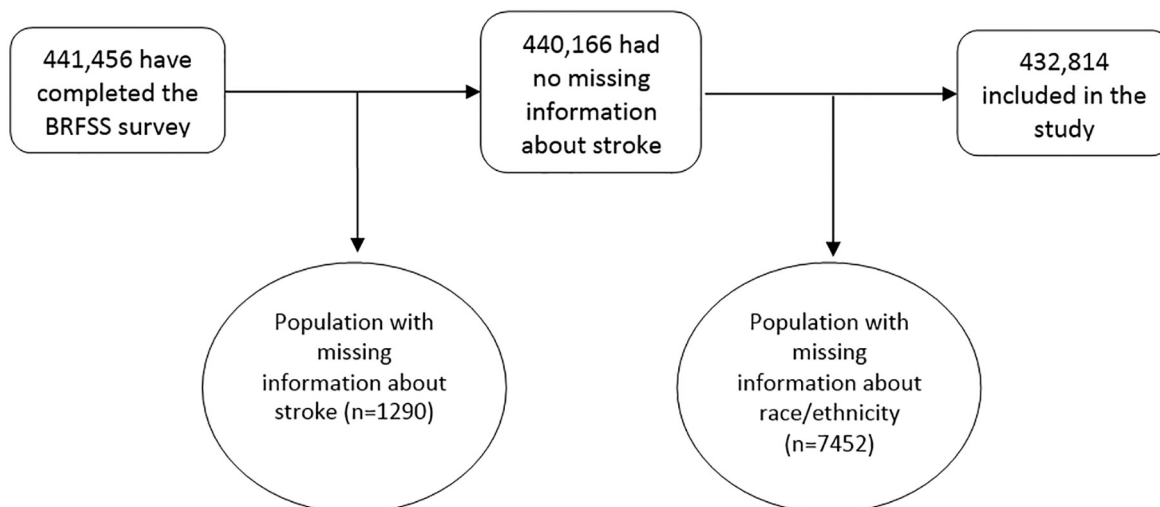 441,456 have
completed the
BRFSS survey
440,166 had
no missing
information
about stroke
432,814
included in the
study
Population with
missing
information about
stroke (n=1290)
Population with
missing
information about
race/ethnicity
(n=7452)